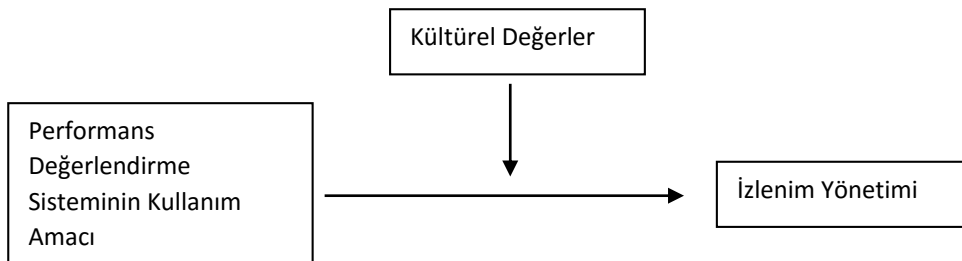 Kültürel Değerler
Performans
Değerlendirme
Sisteminin Kullanım
Amacı
İzlenim Yönetimi